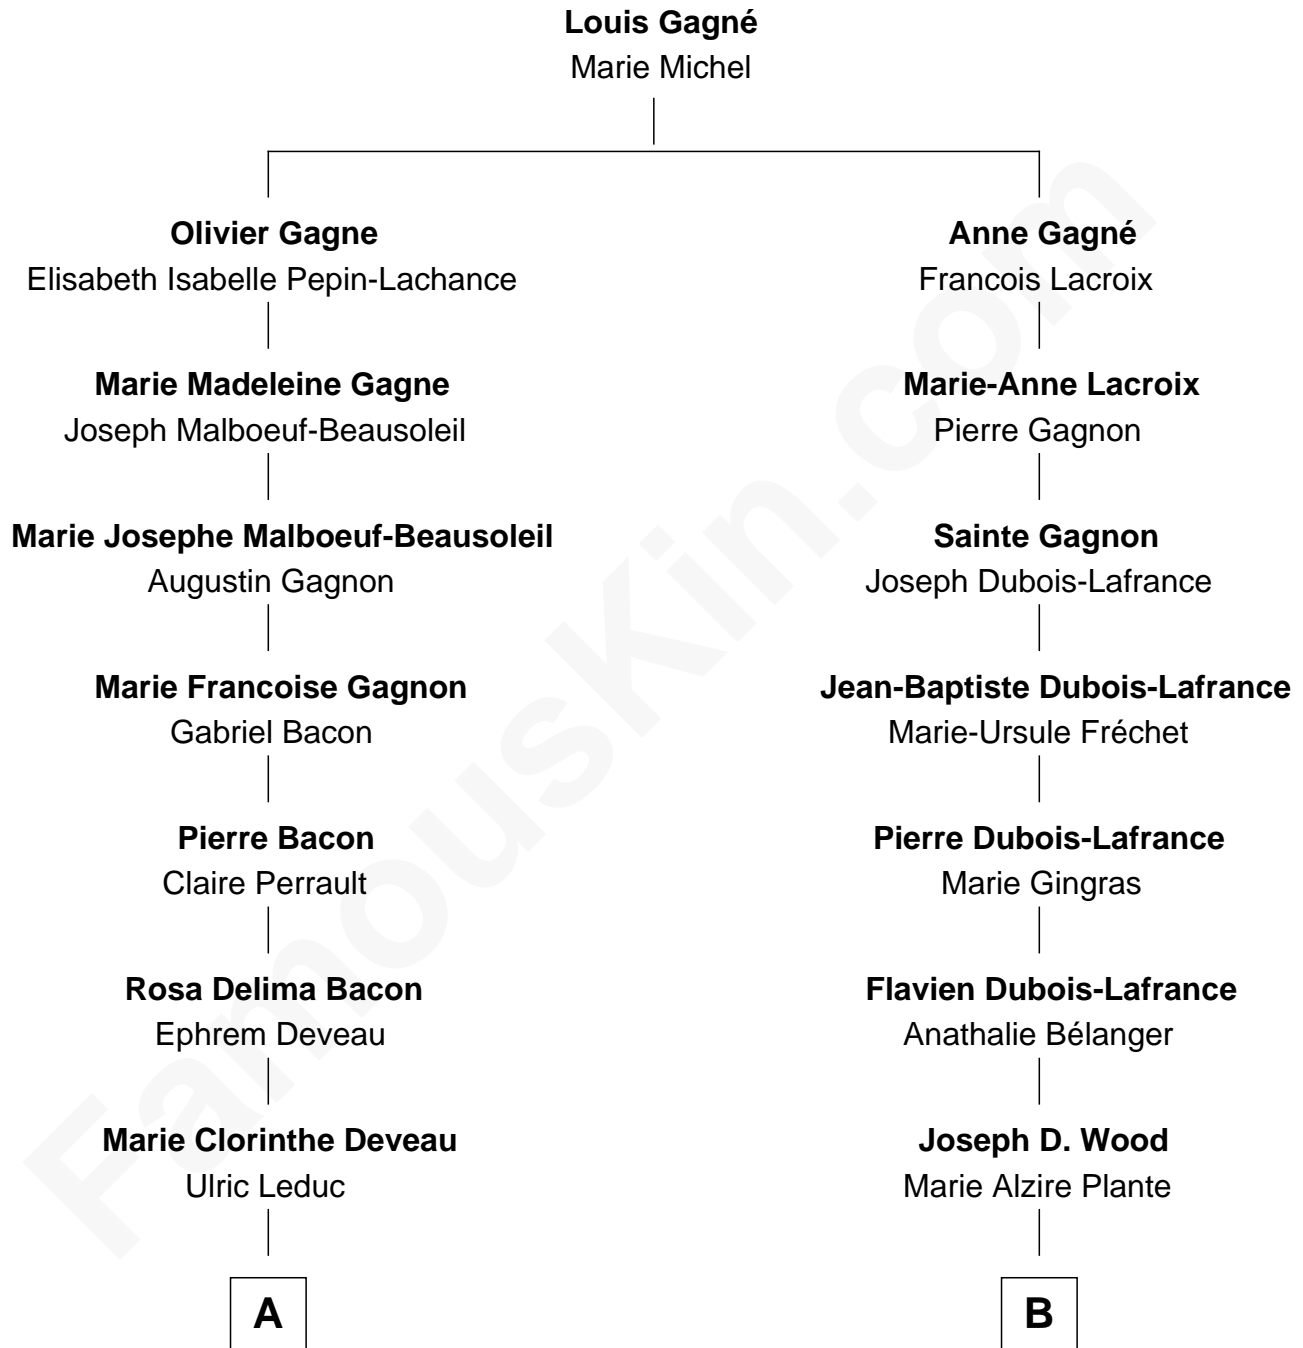 Louis Gagné
Marie Michel
Olivier Gagne
Elisabeth Isabelle Pepin-Lachance
Anne Gagné
Francois Lacroix
Marie Madeleine Gagne
Joseph Malboeuf-Beausoleil
Marie-Anne Lacroix
Pierre Gagnon
Marie Josephe Malboeuf-Beausoleil
Augustin Gagnon
Sainte Gagnon
Joseph Dubois-Lafrance
Marie Francoise Gagnon
Gabriel Bacon
Jean-Baptiste Dubois-Lafrance
Marie-Ursule Fréchet
Pierre Bacon
Claire Perrault
Pierre Dubois-Lafrance
Marie Gingras
Rosa Delima Bacon
Ephrem Deveau
Flavien Dubois-Lafrance
Anathalie Bélanger
Marie Clorinthe Deveau
Ulric Leduc
Joseph D. Wood
Marie Alzire Plante
A
B
FamousKin.com